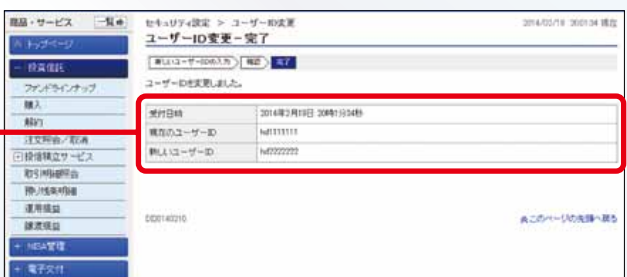 商品・サービス 一覧
セキュリティ設定 > ユーザーID変更
ユーザーID変更－完了
トップページ
－ 投資信託
ファンドラインナップ
購入
解約
注文照会／取消
＋投信積立サービス
取引明細照会
預り残高明細
運用損益
譲渡損益
＋ NISA管理
＋ 電子交付
新しいユーザーIDの入力 確認 完了
ユーザーIDを変更しました。
受付日時 2014年2月19日 20時1分34秒
現在のユーザーID hd1111111
新しいユーザーID hd2222222
このページの先頭へ戻る